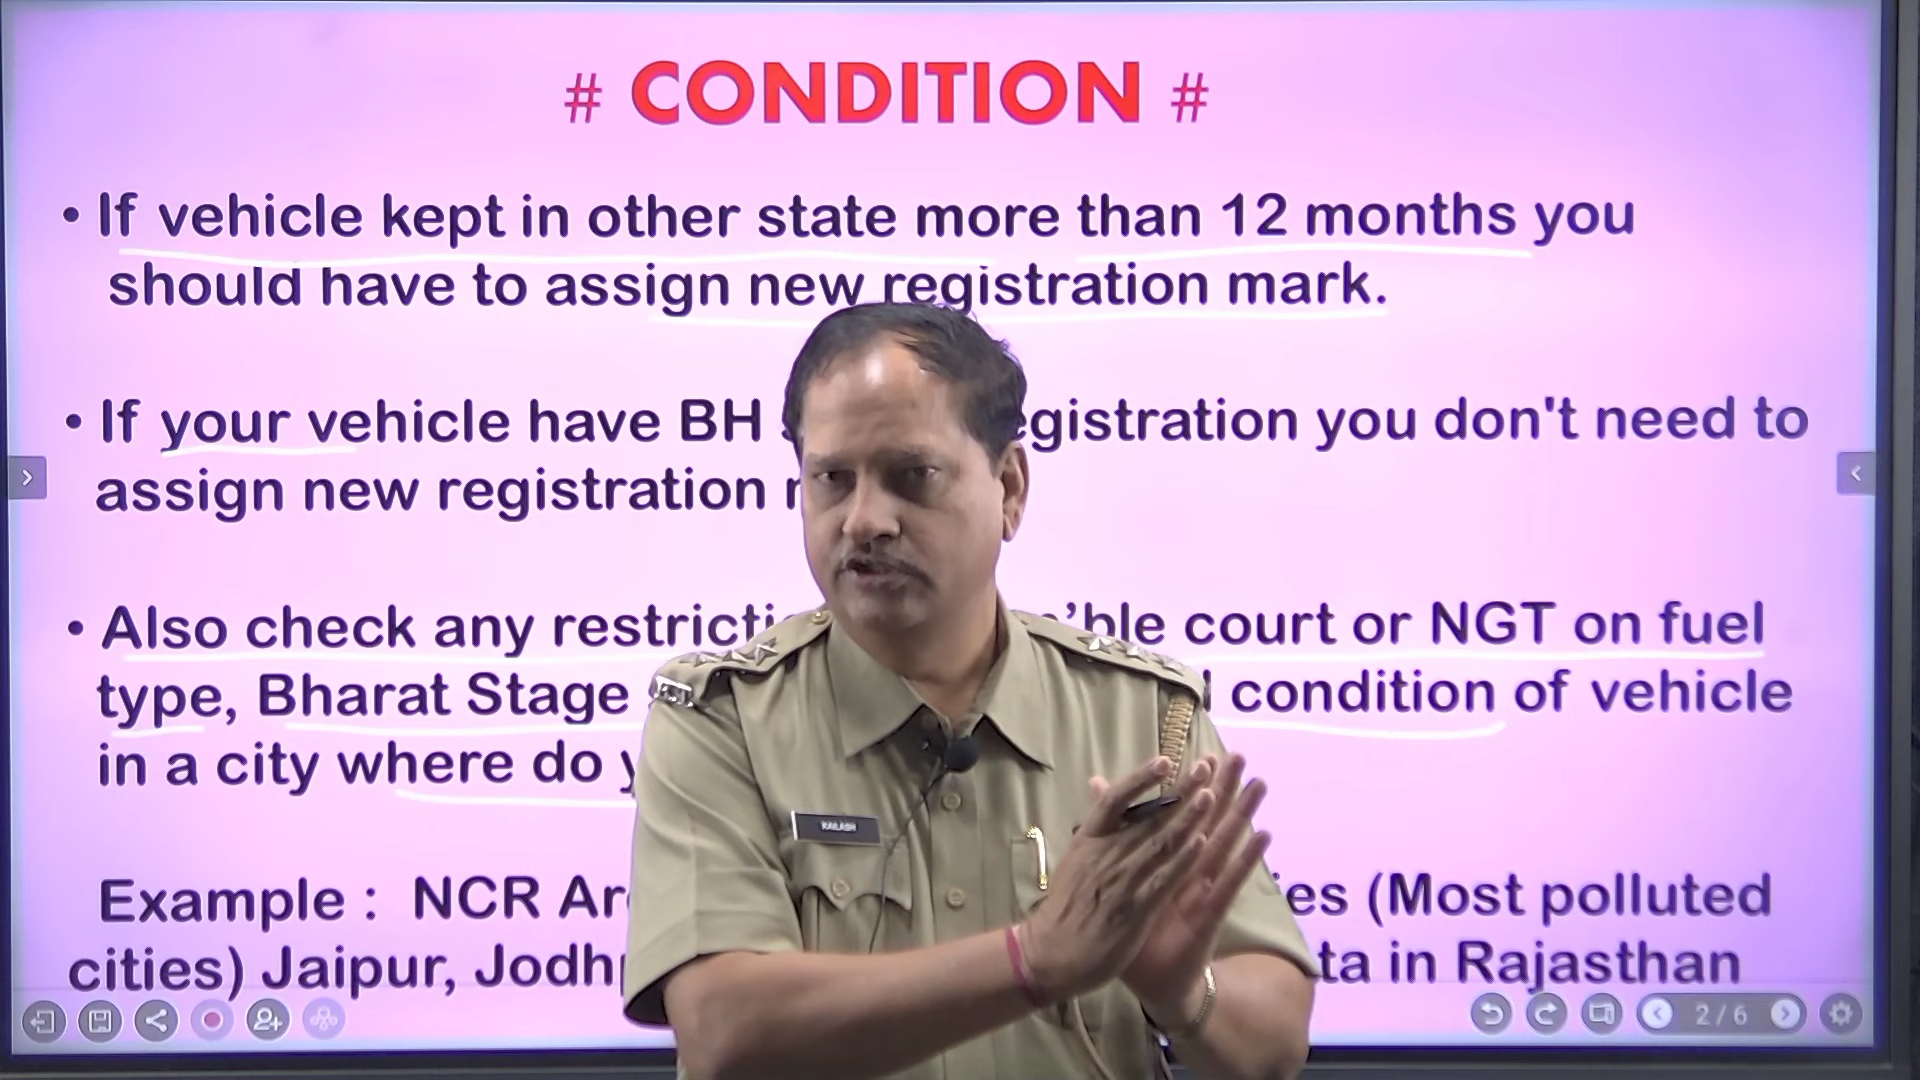 # CONDITION #
• If vehicle kept in other state more than 12 months you
should have to assign new registration mark.
• If your vehicle have BH egistration you don't need to
assign new registration
• Also check any restricti 'ble court or NGT on fuel
type, Bharat Stage condition of vehicle
in a city where do
Example : NCR Ar ies (Most polluted
cities) Jaipur, Jodhp ta in Rajasthan
KAILASH
2/6